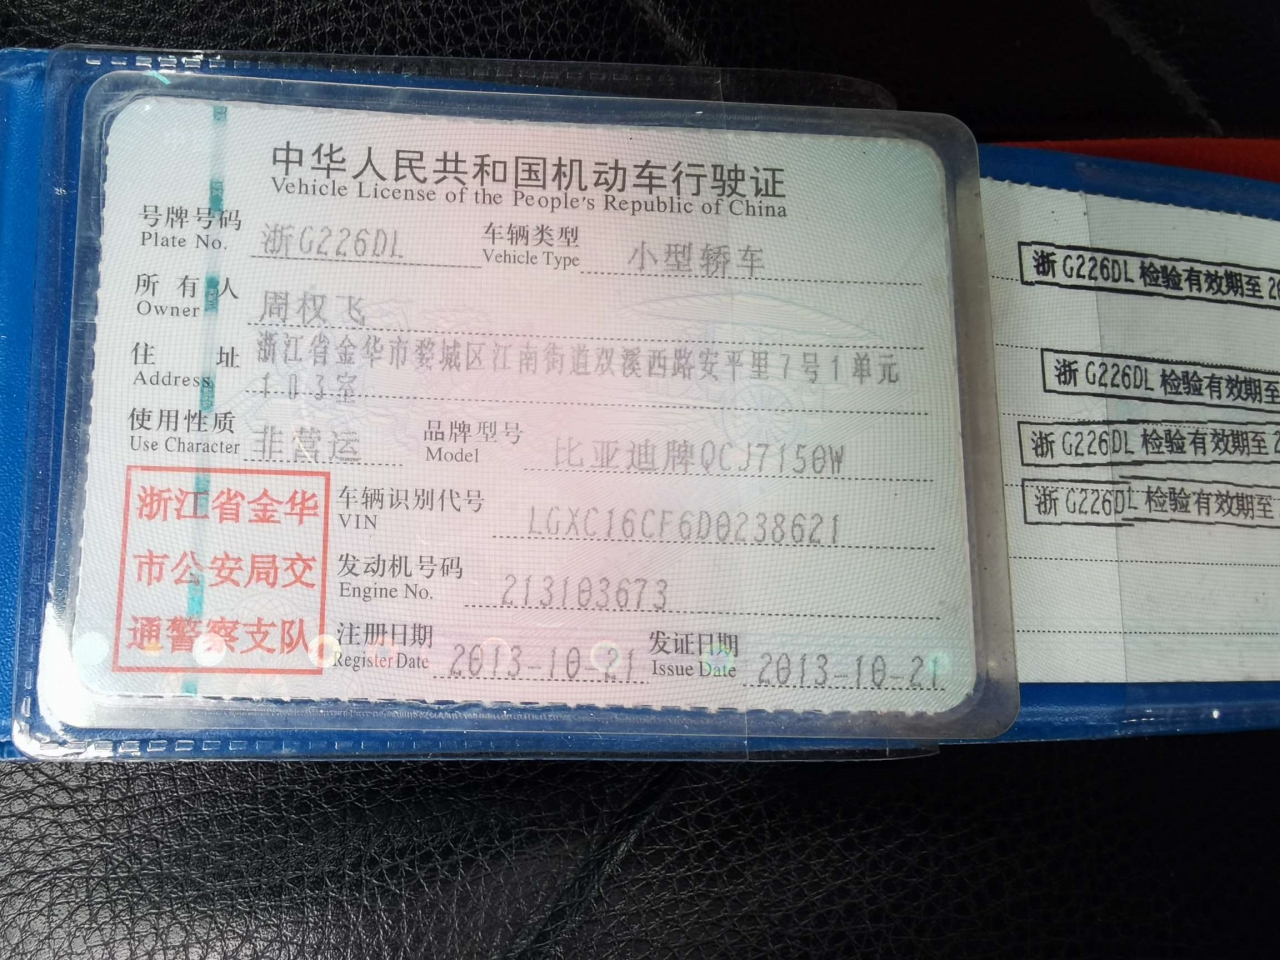 中华人民共和国机动车行驶证
Vehicle License of the People's Republic of China
号牌号码 浙G226DL 车辆类型 小型轿车
Plate No. Vehicle Type
所有人 周权飞
Owner
住址 浙江省金华市婺城区江南街道双溪西路安平里7号1单元
Address 103室
使用性质 非营运 品牌型号 比亚迪牌QCJ7150W
Use Character Model
车辆识别代号 LGXC16CF6D0238621
VIN
发动机号码 213103673
Engine No.
注册日期 2013-10-21 发证日期 2013-10-21
Register Date Issue Date
浙江省金华
市公安局交
通警察支队
浙G226DL 检验有效期至 20
浙G226DL 检验有效期至
浙G226DL 检验有效期至 2
浙G226DL 检验有效期至